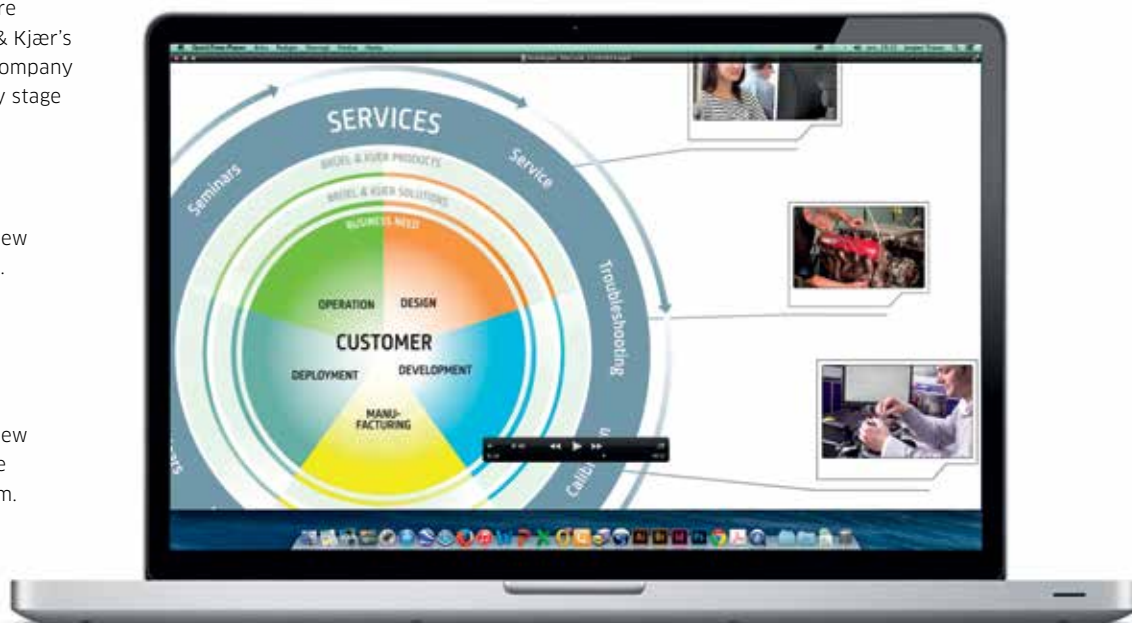 re
& Kjær's
ompany
y stage
ew
.
ew
e
m.
SERVICES
BRÜEL & KJÆR PRODUCTS
BRÜEL & KJÆR SOLUTIONS
BUSINESS NEED
Seminars
Service
Troubleshooting
OPERATION
DESIGN
CUSTOMER
DEPLOYMENT
DEVELOPMENT
MANU-
FACTURING